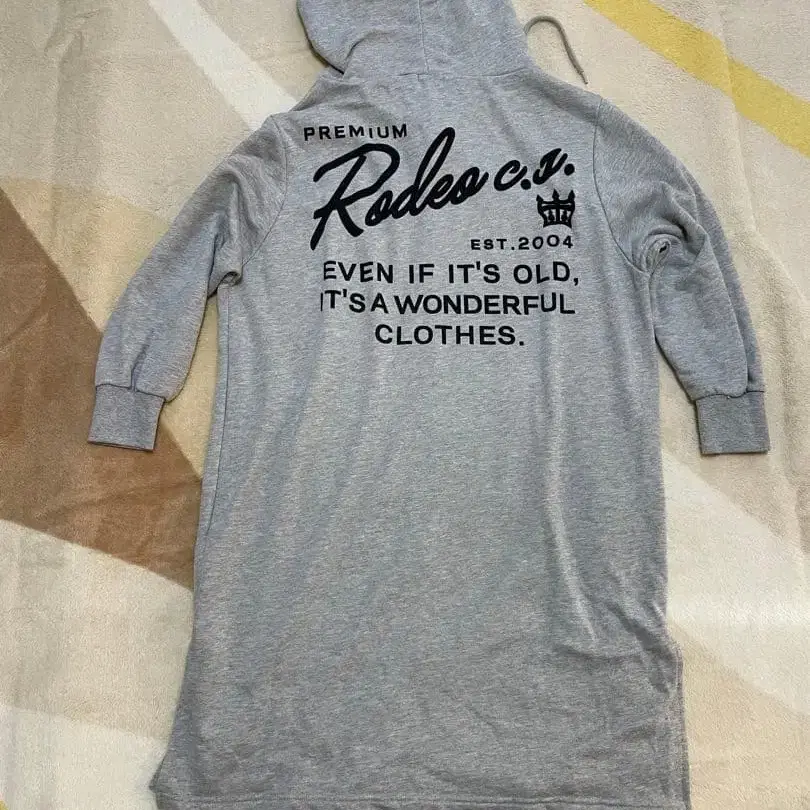 PREMIUM
Rodeo c.s.
EST.2004
EVEN IF IT'S OLD,
IT'S A WONDERFUL
CLOTHES.